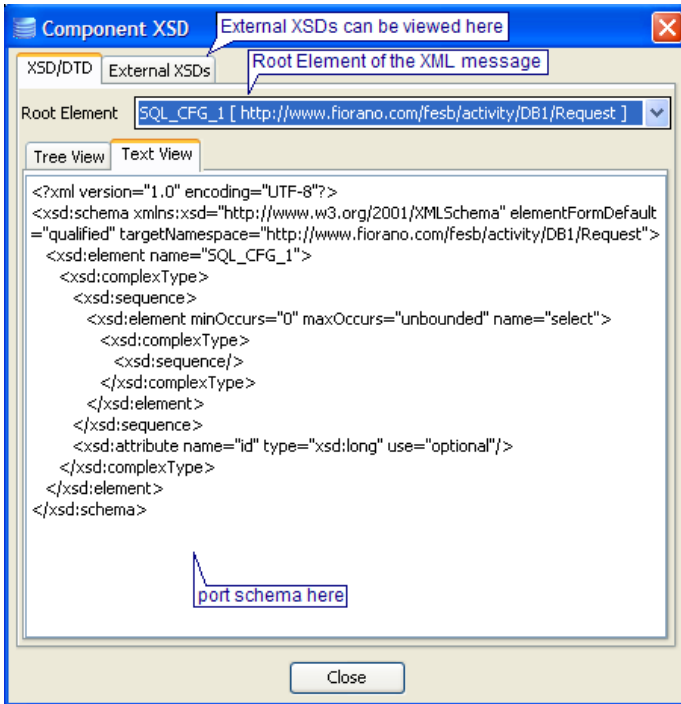 Component XSD
External XSDs can be viewed here
XSD/DTD
External XSDs
Root Element of the XML message
Root Element
SQL_CFG_1 [ http://www.fiorano.com/fesb/activity/DB1/Request ]
Tree View
Text View
<?xml version="1.0" encoding="UTF-8"?>
<xsd:schema xmlns:xsd="http://www.w3.org/2001/XMLSchema" elementFormDefault
="qualified" targetNamespace="http://www.fiorano.com/fesb/activity/DB1/Request">
<xsd:element name="SQL_CFG_1">
<xsd:complexType>
<xsd:sequence>
<xsd:element minOccurs="0" maxOccurs="unbounded" name="select">
<xsd:complexType>
<xsd:sequence/>
</xsd:complexType>
</xsd:element>
</xsd:sequence>
<xsd:attribute name="id" type="xsd:long" use="optional"/>
</xsd:complexType>
</xsd:element>
</xsd:schema>
port schema here
Close